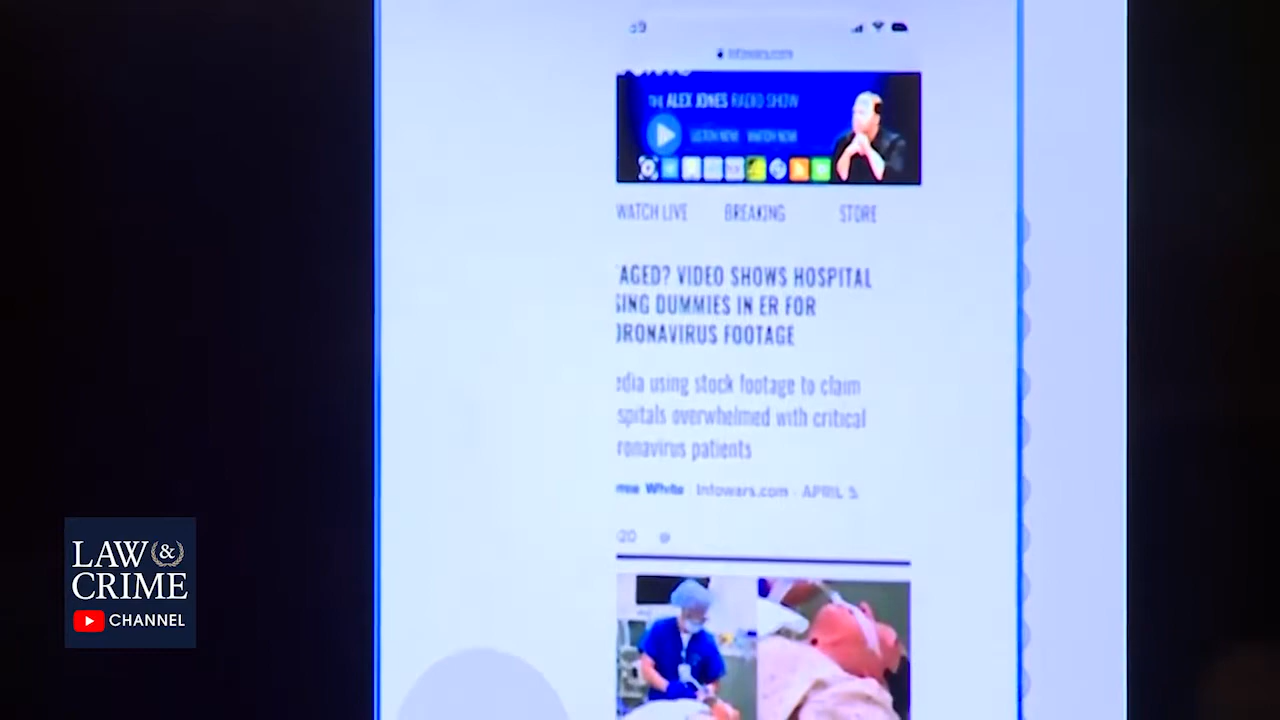 Infowars.com
THE ALEX JONES RADIO SHOW
LISTEN NOW WATCH NOW
WATCH LIVE BREAKING STORE
AGED? VIDEO SHOWS HOSPITAL
ING DUMMIES IN ER FOR
RONAVIRUS FOOTAGE
edia using stock footage to claim
spitals overwhelmed with critical
ronavirus patients
White Infowars.com - APRIL 5
20
LAW &
CRIME
CHANNEL